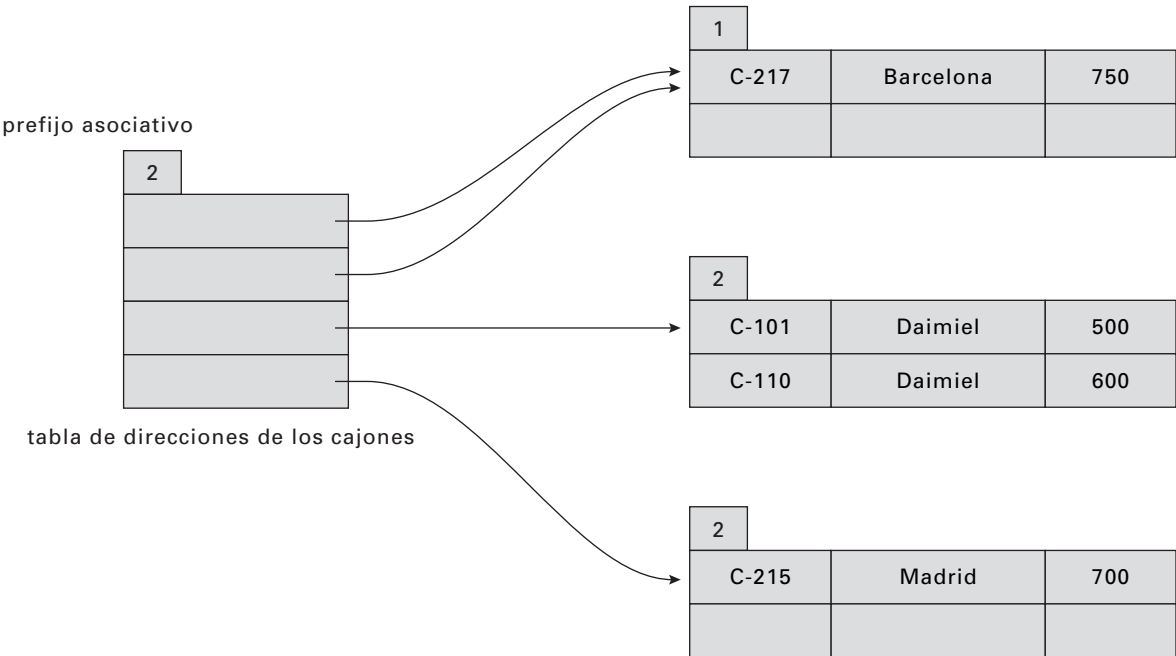 1
C-217 Barcelona 750
prefijo asociativo
2
2
C-101 Daimiel 500
C-110 Daimiel 600
tabla de direcciones de los cajones
2
C-215 Madrid 700